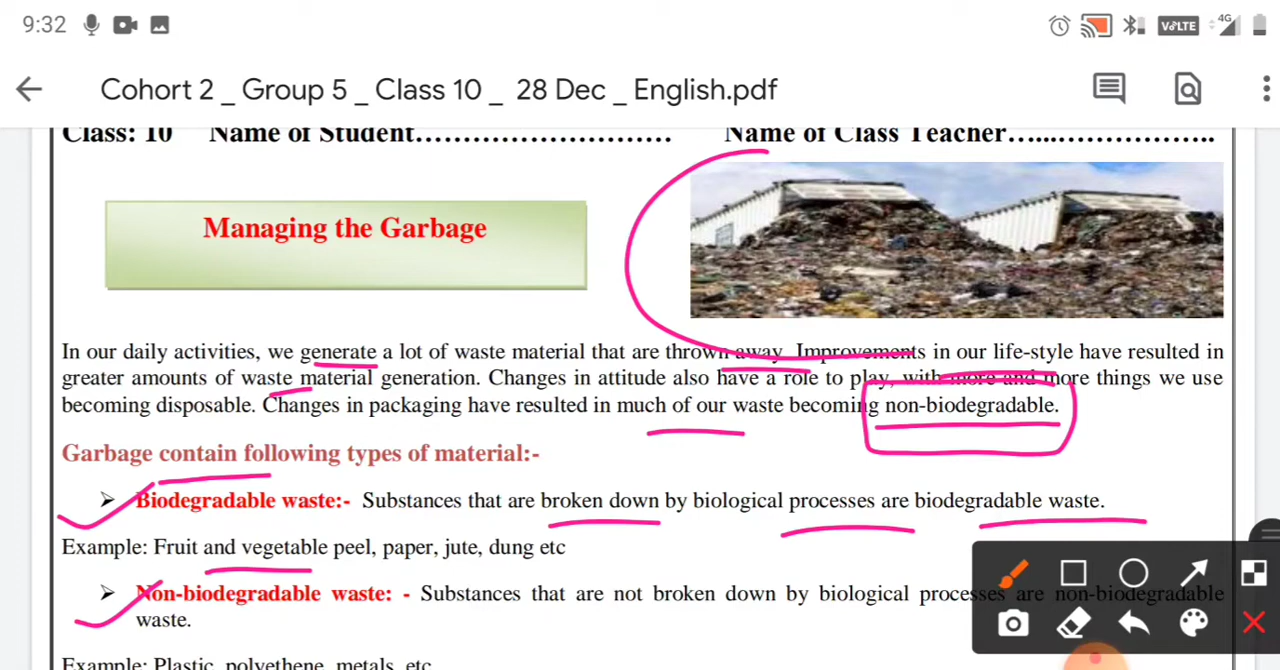 9:32 VoLTE 4G
Cohort 2 _ Group 5 _ Class 10 _ 28 Dec _ English.pdf
Class: 10 Name of Student........................... Name of Class Teacher......................
Managing the Garbage
In our daily activities, we generate a lot of waste material that are thrown away. Improvements in our life-style have resulted in
greater amounts of waste material generation. Changes in attitude also have a role to play, with more and more things we use
becoming disposable. Changes in packaging have resulted in much of our waste becoming non-biodegradable.
Garbage contain following types of material:-
➢ Biodegradable waste:- Substances that are broken down by biological processes are biodegradable waste.
Example: Fruit and vegetable peel, paper, jute, dung etc
➢ Non-biodegradable waste: - Substances that are not broken down by biological processes are non-biodegradable
waste.
Example: Plastic, polyethene, metals, etc